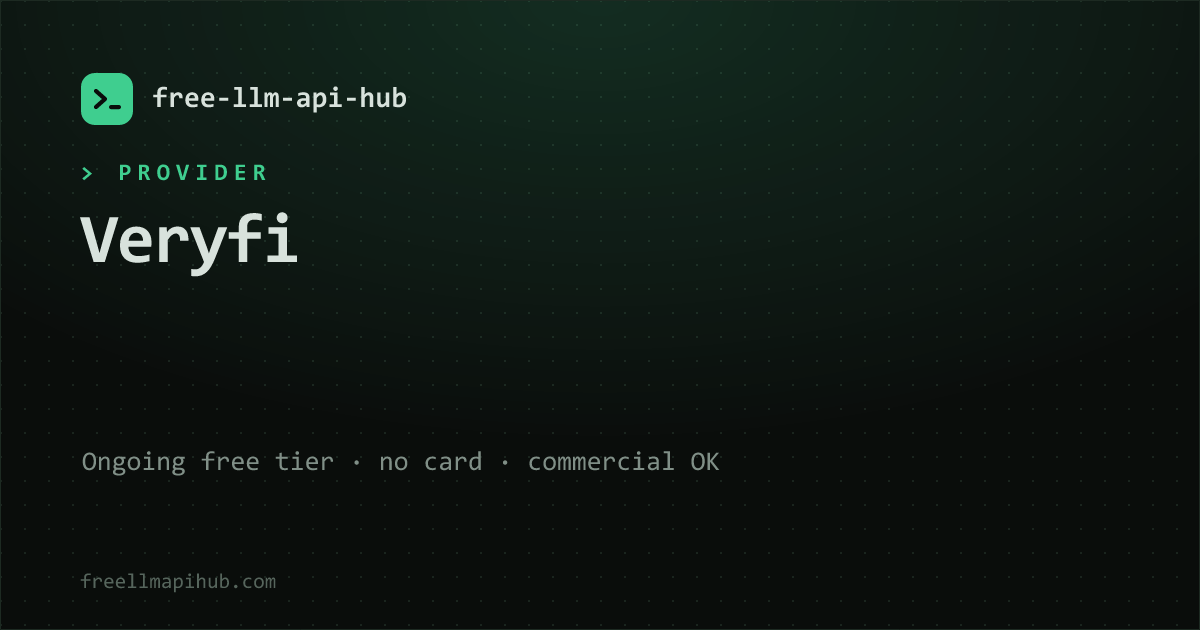 free-llm-api-hub
> PROVIDER
Veryfi
Ongoing free tier · no card · commercial OK
freellmapihub.com